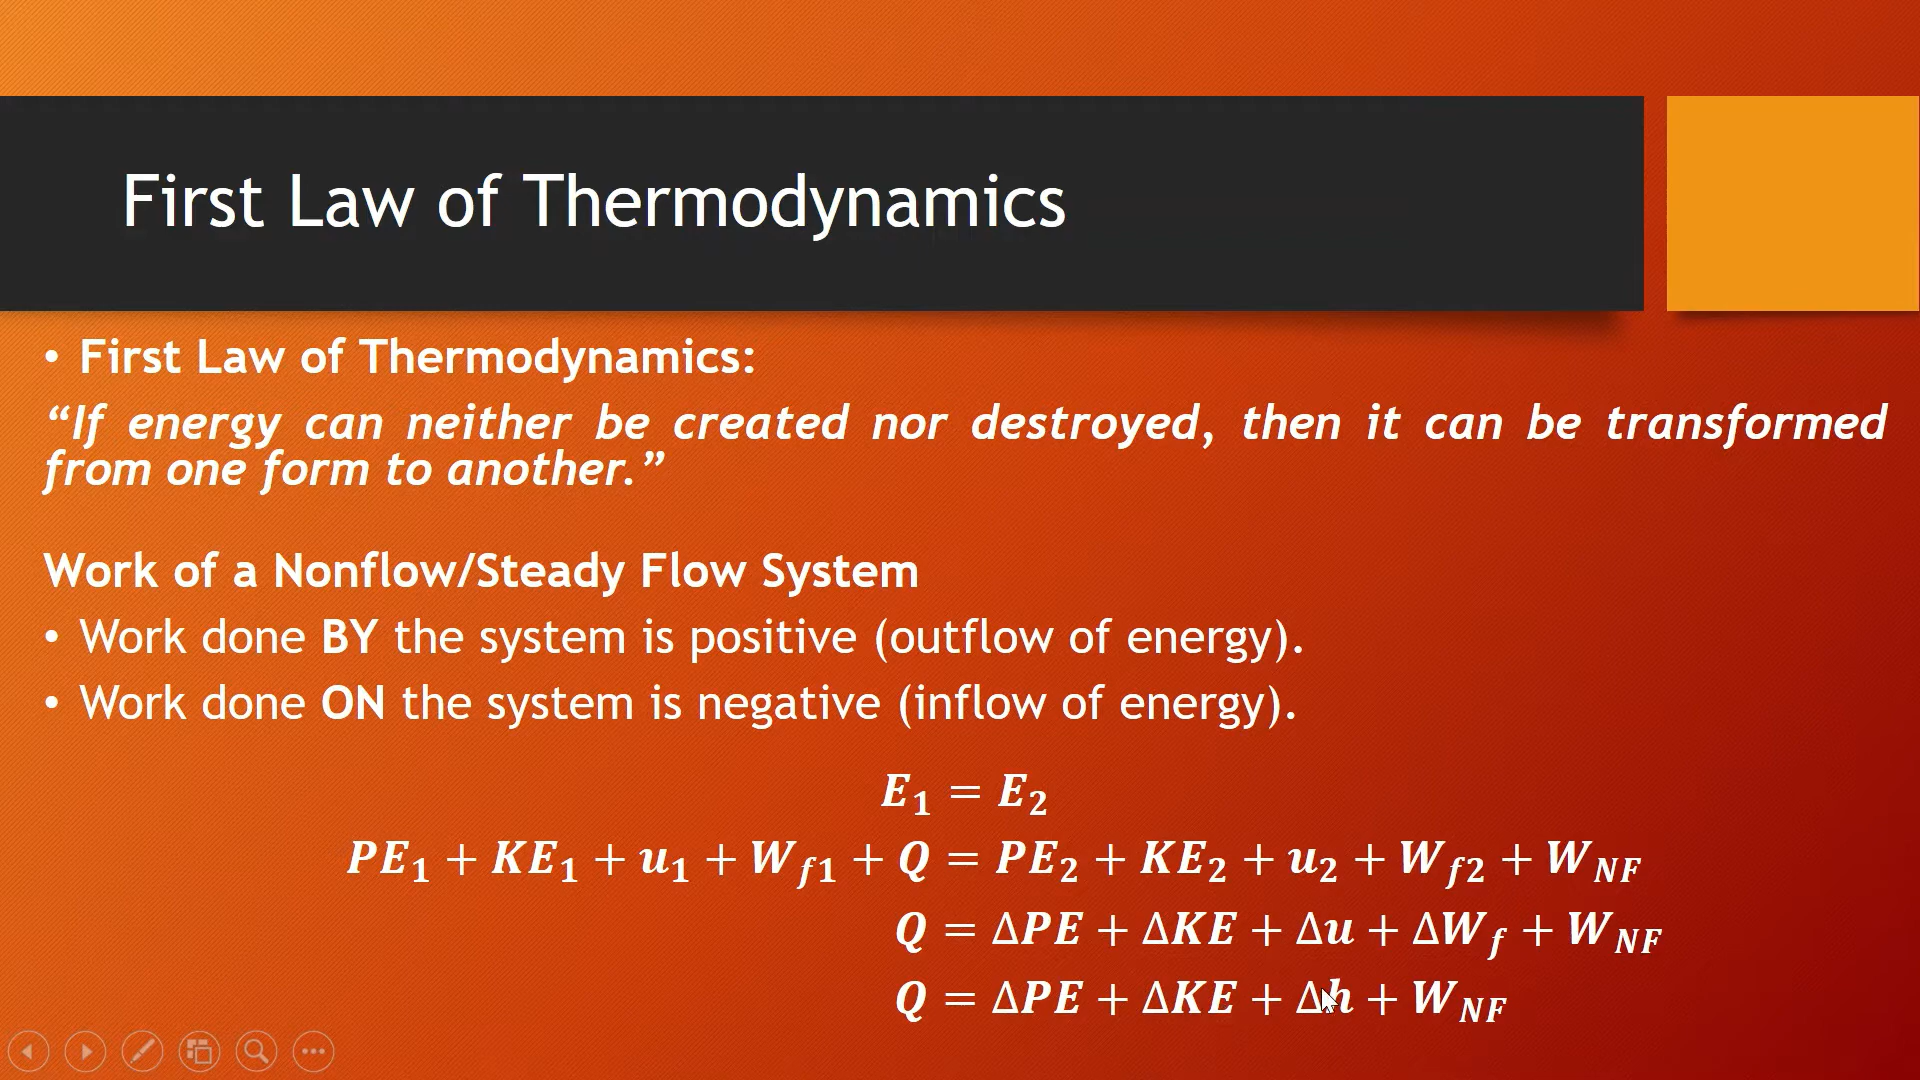 First Law of Thermodynamics
• First Law of Thermodynamics:
“If energy can neither be created nor destroyed, then it can be transformed
from one form to another.”
Work of a Nonflow/Steady Flow System
• Work done BY the system is positive (outflow of energy).
• Work done ON the system is negative (inflow of energy).
E₁ = E₂
PE₁ + KE₁ + u₁ + W_f1 + Q = PE₂ + KE₂ + u₂ + W_f2 + W_NF
Q = ΔPE + ΔKE + Δu + ΔW_f + W_NF
Q = ΔPE + ΔKE + Δh + W_NF